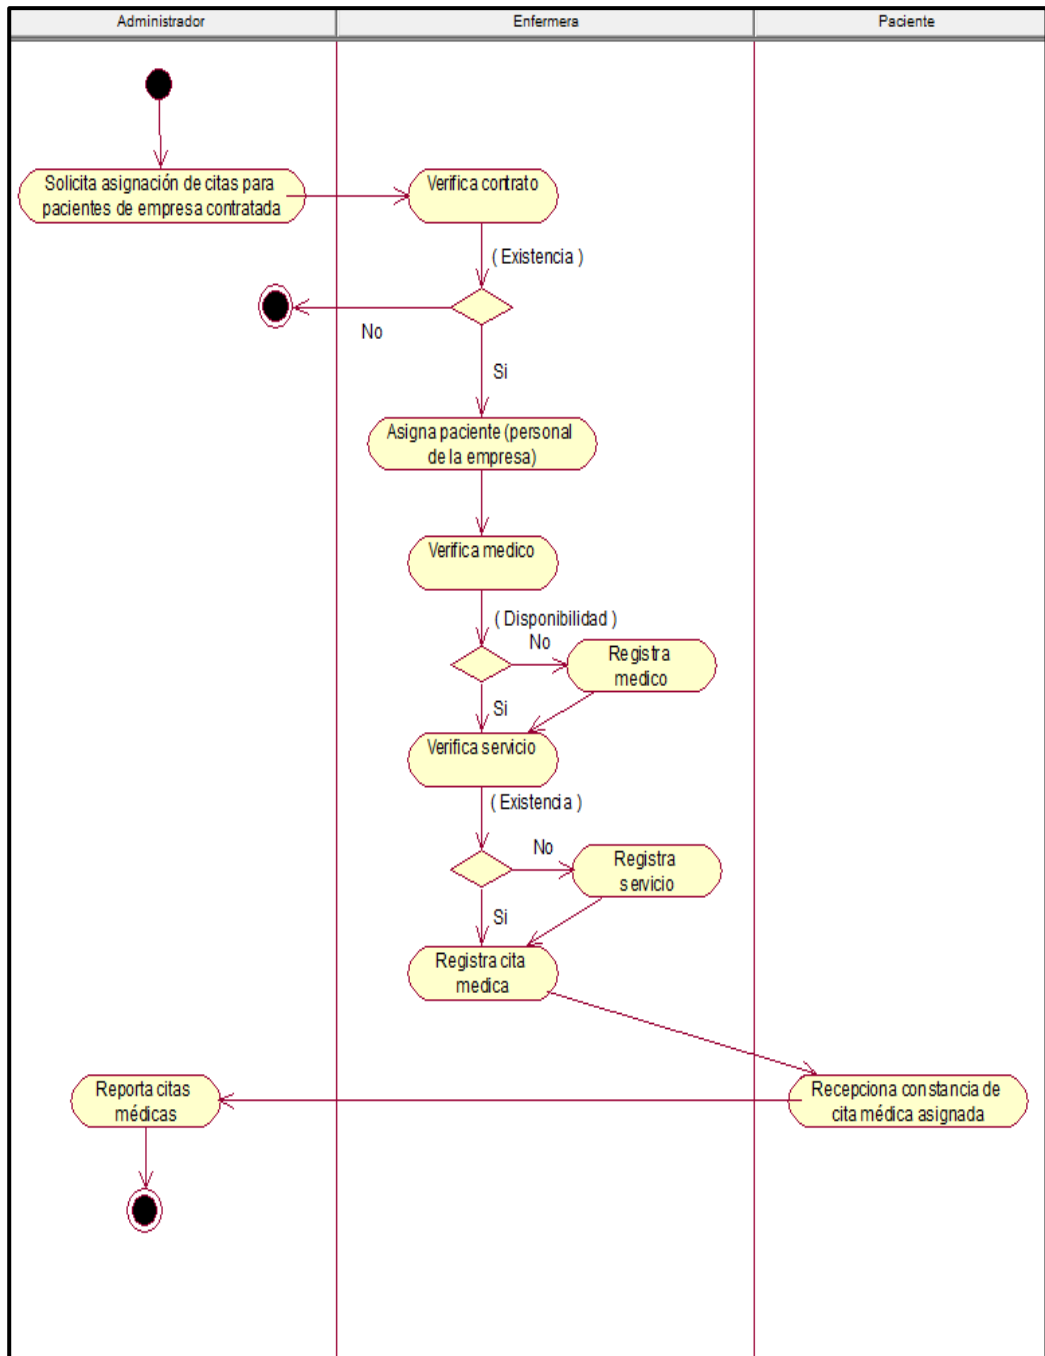 Administrador
Enfermera
Paciente
Solicita asignación de citas para
pacientes de empresa contratada
Verifica contrato
( Existencia )
No
Si
Asigna paciente (personal
de la empresa)
Verifica medico
( Disponibilidad )
No
Registra
medico
Si
Verifica servicio
( Existencia )
No
Registra
servicio
Si
Registra cita
medica
Reporta citas
médicas
Recepciona constancia de
cita médica asignada